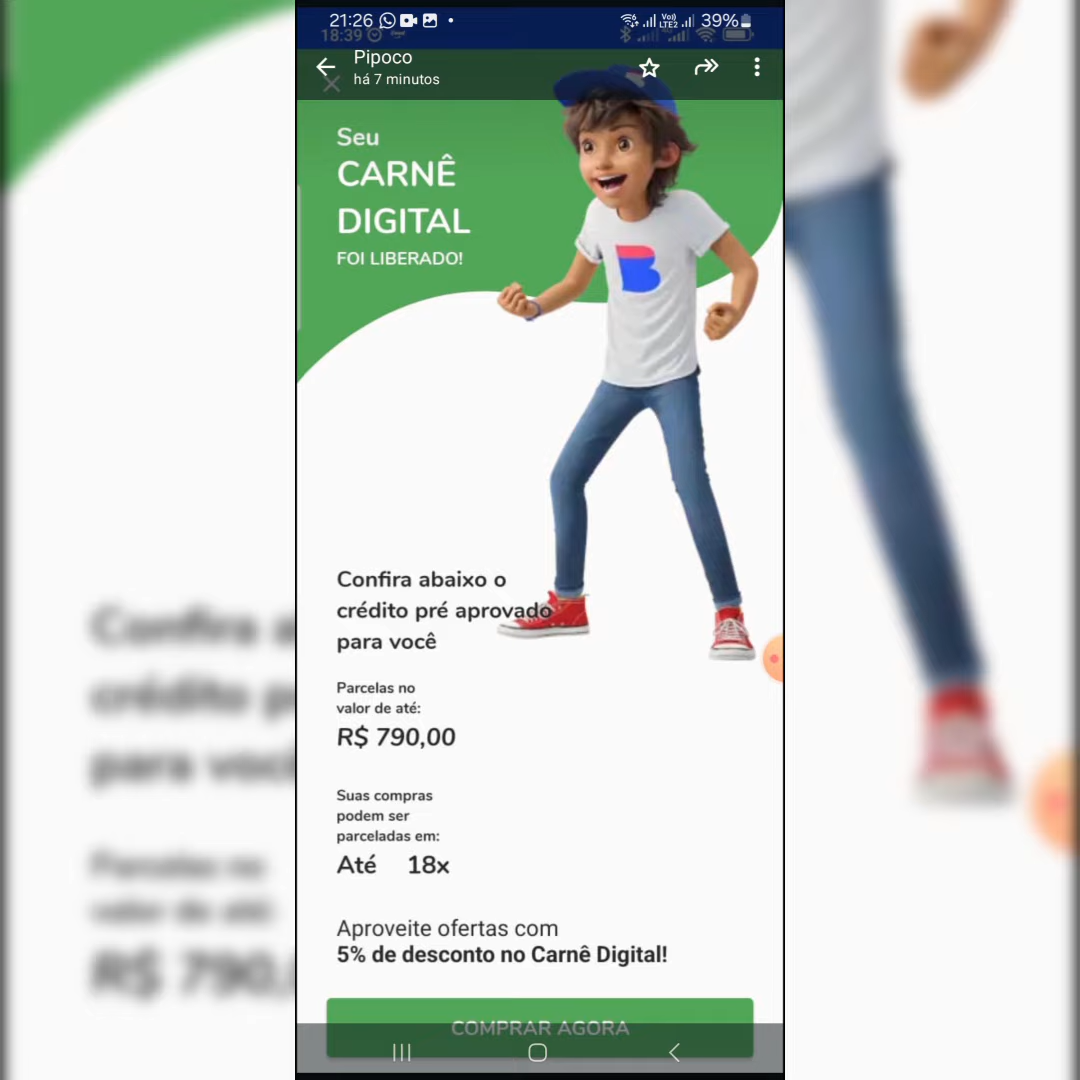 21:26 39%
18:39
Pipoco
há 7 minutos
Seu
CARNÊ
DIGITAL
FOI LIBERADO!
B
Confira abaixo o
crédito pré aprovado
para você
Parcelas no
valor de até:
R$ 790,00
Suas compras
podem ser
parceladas em:
Até 18x
Aproveite ofertas com
5% de desconto no Carnê Digital!
COMPRAR AGORA